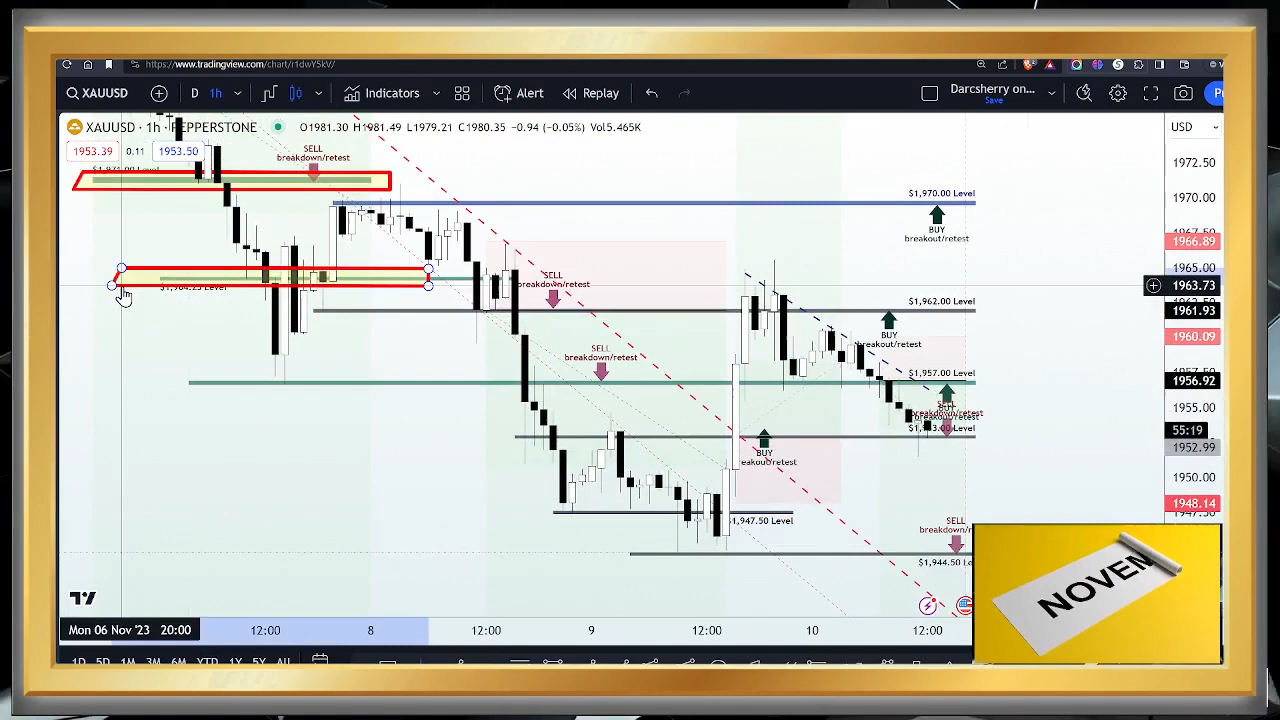 https://www.tradingview.com/chart/r1dwY5kV/
XAUUSD
D
1h
Indicators
Alert
Replay
Darcsherry on...
Save
XAUUSD · 1h · PEPPERSTONE
O1981.30 H1981.49 L1979.21 C1980.35 −0.94 (−0.05%) Vol5.465K
USD
1953.39
0.11
1953.50
SELL
breakdown/retest
1972.50
$1,970.00 Level
1970.00
BUY
breakout/retest
1966.89
1965.00
SELL
breakdown/retest
1963.73
$1,962.00 Level
1961.93
BUY
breakout/retest
1960.09
SELL
breakdown/retest
$1,957.00 Level
1956.92
1955.00
55:19
1952.99
BUY
1950.00
1948.14
$1,947.50 Level
SELL
$1,944.50 Le
NOVEM
Mon 06 Nov '23 20:00
12:00
8
12:00
9
12:00
10
12:00
1D 5D 1M 3M 6M YTD 1Y 5Y All